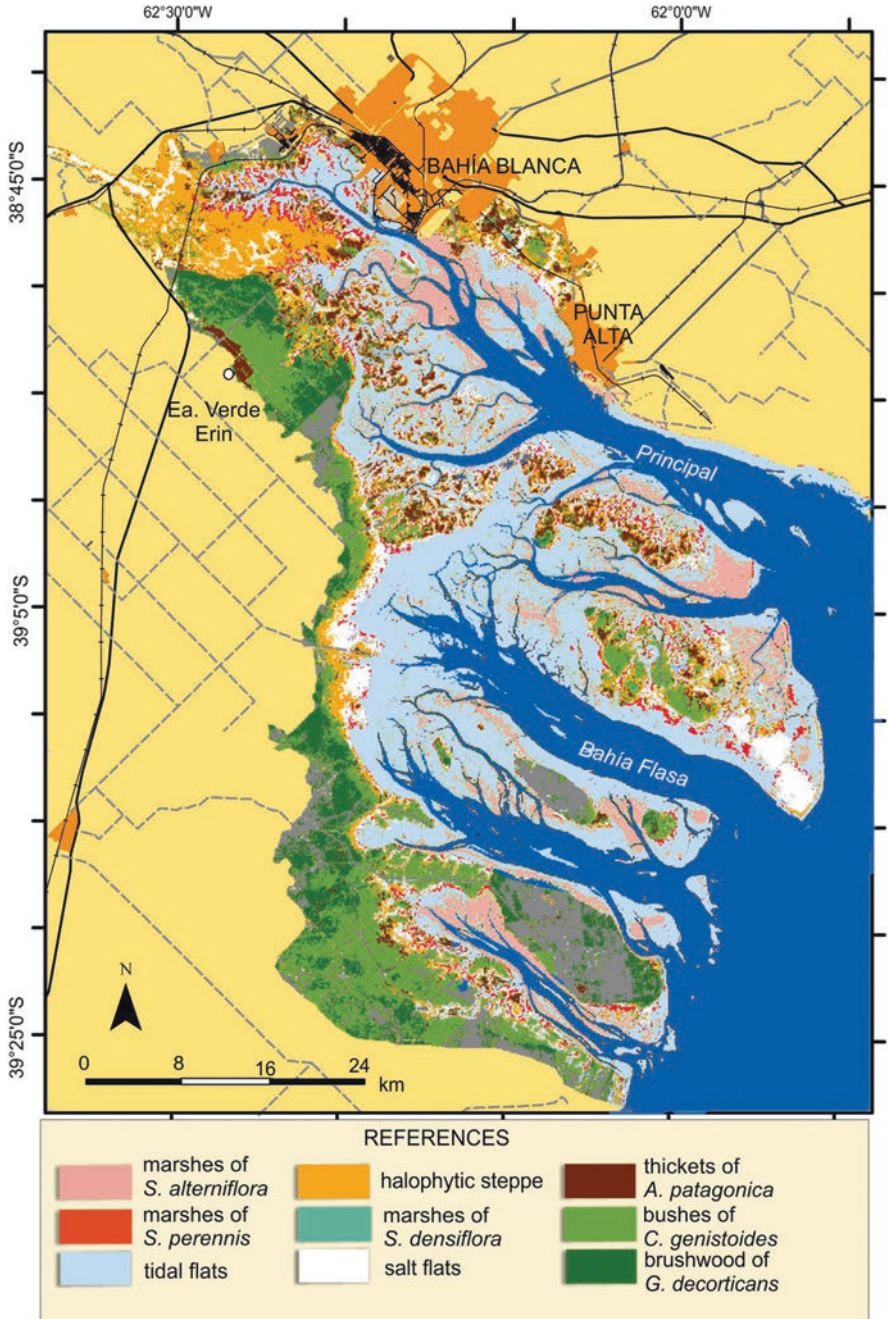 62°30'0"W
62°0'0"W
38°45'0"S
BAHÍA BLANCA
PUNTA
ALTA
Ea. Verde
Erin
Principal
39°5'0"S
Bahía Flasa
N
39°25'0"S
0 8 16 24
km
REFERENCES
marshes of
S. alterniflora
halophytic steppe
thickets of
A. patagonica
marshes of
S. perennis
marshes of
S. densiflora
bushes of
C. genistoides
tidal flats
salt flats
brushwood of
G. decorticans